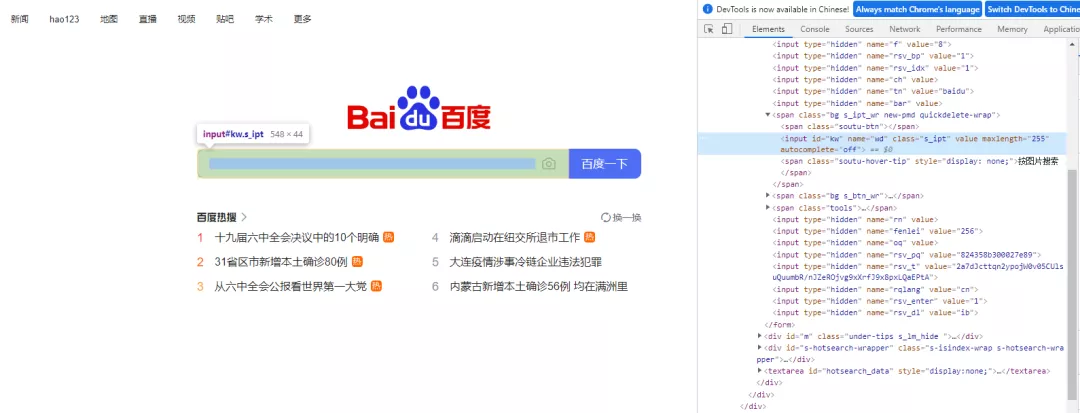 新闻 hao123 地图 直播 视频 贴吧 学术 更多
Bai du 百度
input#kw.s_ipt 548 × 44
百度一下
百度热搜 换一换
1 十九届六中全会决议中的10个明确 热
2 31省区市新增本土确诊80例 热
3 从六中全会公报看世界第一大党 热
4 滴滴启动在纽交所退市工作 热
5 大连疫情涉事冷链企业违法犯罪
6 内蒙古新增本土确诊56例 均在满洲里
DevTools is now available in Chinese! Always match Chrome's language Switch DevTools to Chine
Elements Console Sources Network Performance Memory Application
<input type="hidden" name="f" value="8">
<input type="hidden" name="rsv_bp" value="1">
<input type="hidden" name="rsv_idx" value="1">
<input type="hidden" name="ch" value>
<input type="hidden" name="tn" value="baidu">
<input type="hidden" name="bar" value>
<span class="bg s_ipt_wr new-pmd quickdelete-wrap">
<span class="soutu-btn"></span>
<input id="kw" name="wd" class="s_ipt" value maxlength="255"
autocomplete="off"> == $0
<span class="soutu-hover-tip" style="display: none;">按图片搜索
</span>
</span>
<span class="bg s_btn_wr">…</span>
<span class="tools">…</span>
<input type="hidden" name="rn" value>
<input type="hidden" name="fenlei" value="256">
<input type="hidden" name="oq" value>
<input type="hidden" name="rsv_pq" value="824358b300027e89">
<input type="hidden" name="rsv_t" value=
<input type="hidden" name="rqlang" value="cn">
<input type="hidden" name="rsv_enter" value="1">
<input type="hidden" name="rsv_dl" value="ib">
</form>
<div id="m" class="under-tips s_lm_hide ">…</div>
<div id="s-hotsearch-wrapper" class="s-isindex-wrap s-hotsearch-wra
pper">…</div>
<textarea id="hotsearch_data" style="display:none;">…</textarea>
</div>
</div>
</div>